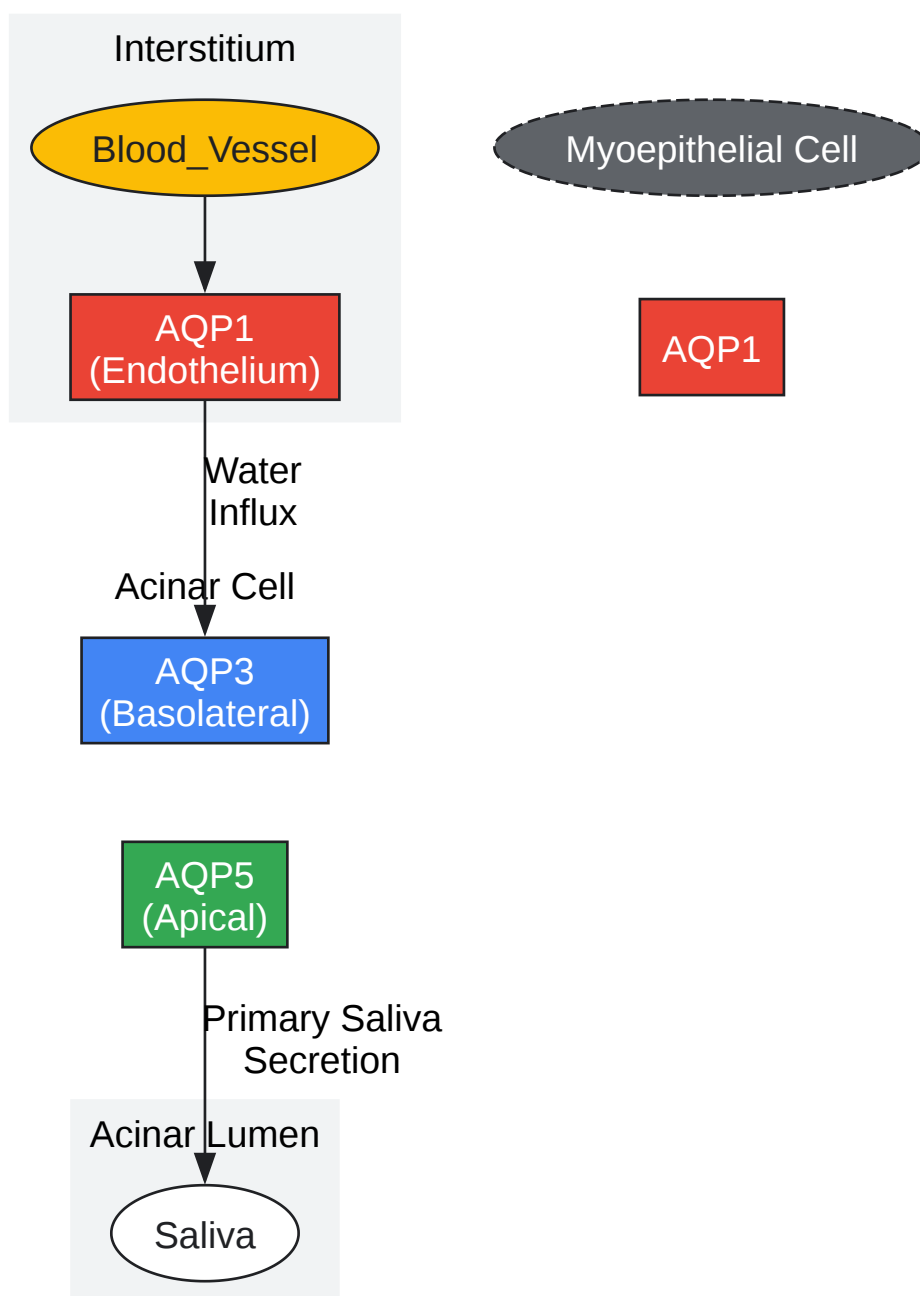 Interstitium
Blood_Vessel
Myoepithelial Cell
AQP1
(Endothelium)
AQP1
Water
Influx
Acinar Cell
AQP3
(Basolateral)
AQP5
(Apical)
Primary Saliva
Secretion
Acinar Lumen
Saliva